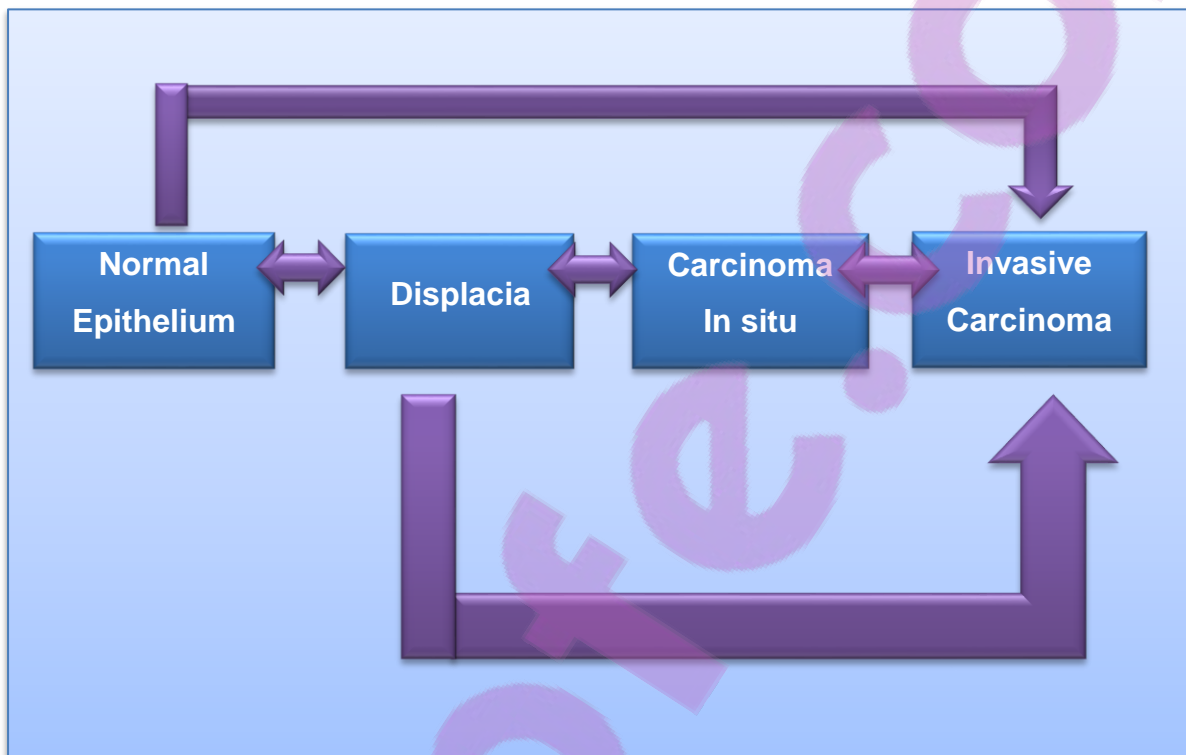 Normal
Epithelium
Displacia
Carcinoma
In situ
Invasive
Carcinoma